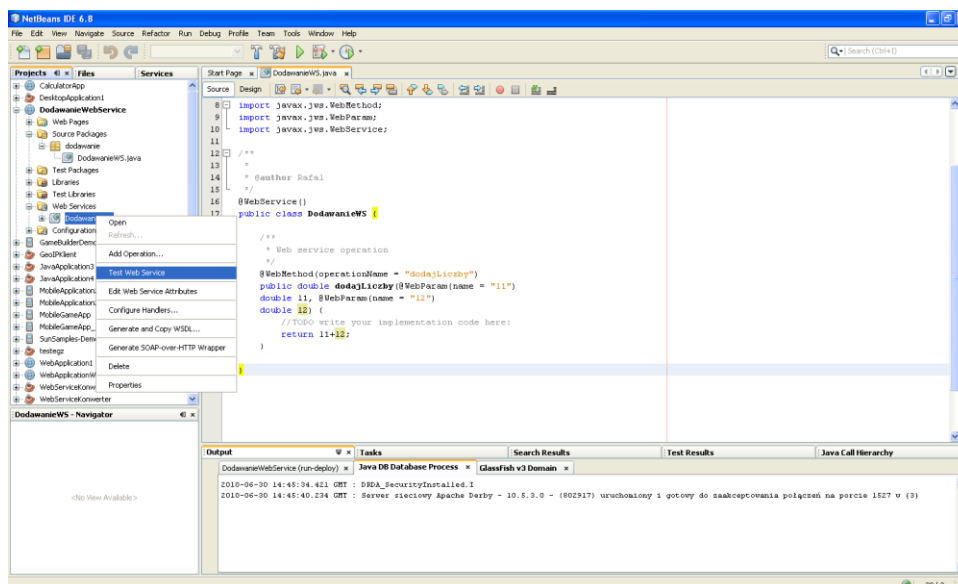 NetBeans IDE 6.8
File Edit View Navigate Source Refactor Run Debug Profile Team Tools Window Help
Search (Ctrl+I)
Projects Files Services
CalculatorApp
DesktopApplication1
DodawanieWebService
Web Pages
Source Packages
dodawanie
DodawanieWS.java
Test Packages
Libraries
Test Libraries
Web Services
Configuration
GameBuilderDemo
GeoIPKlient
JavaApplication3
JavaApplication4
MobileApplication
MobileApplication
MobileGameApp
MobileGameApp_
SunSamples-Dem
testegz
WebApplication1
WebApplicationW
WebServiceKonw
WebServiceKonwerter
Open
Refresh...
Add Operation...
Test Web Service
Edit Web Service Attributes
Configure Handlers...
Generate and Copy WSDL...
Generate SOAP-over-HTTP Wrapper
Delete
Properties
DodawanieWS - Navigator
<No View Available>
Start Page DodawanieWS.java
Source Design
8 import javax.jws.WebMethod;
9 import javax.jws.WebParam;
10 import javax.jws.WebService;
11
12 /**
13 *
14 * @author Rafal
15 */
16 @WebService()
17 public class DodawanieWS {
/**
* Web service operation
*/
@WebMethod(operationName = "dodajLiczby")
public double dodajLiczby(@WebParam(name = "l1")
double l1, @WebParam(name = "l2")
double l2) {
//TODO write your implementation code here:
return l1+l2;
}
}
Output Tasks Search Results Test Results Java Call Hierarchy
DodawanieWebService (run-deploy) Java DB Database Process GlassFish v3 Domain
2010-06-30 14:45:34.421 GMT : DRDA_SecurityInstalled.I
2010-06-30 14:45:40.234 GMT : Serwer sieciowy Apache Derby - 10.5.3.0 - (802917) uruchomiony i gotowy do zaakceptowania połączeń na porcie 1527 w {3}